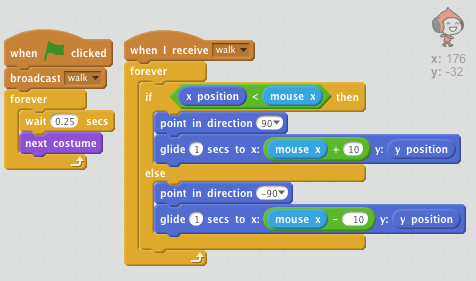 when clicked
broadcast walk
forever
wait 0.25 secs
next costume
when I receive walk
forever
if x position < mouse x then
point in direction 90
glide 1 secs to x: mouse x + 10 y: y position
else
point in direction -90
glide 1 secs to x: mouse x - 10 y: y position
x: 176
y: -32